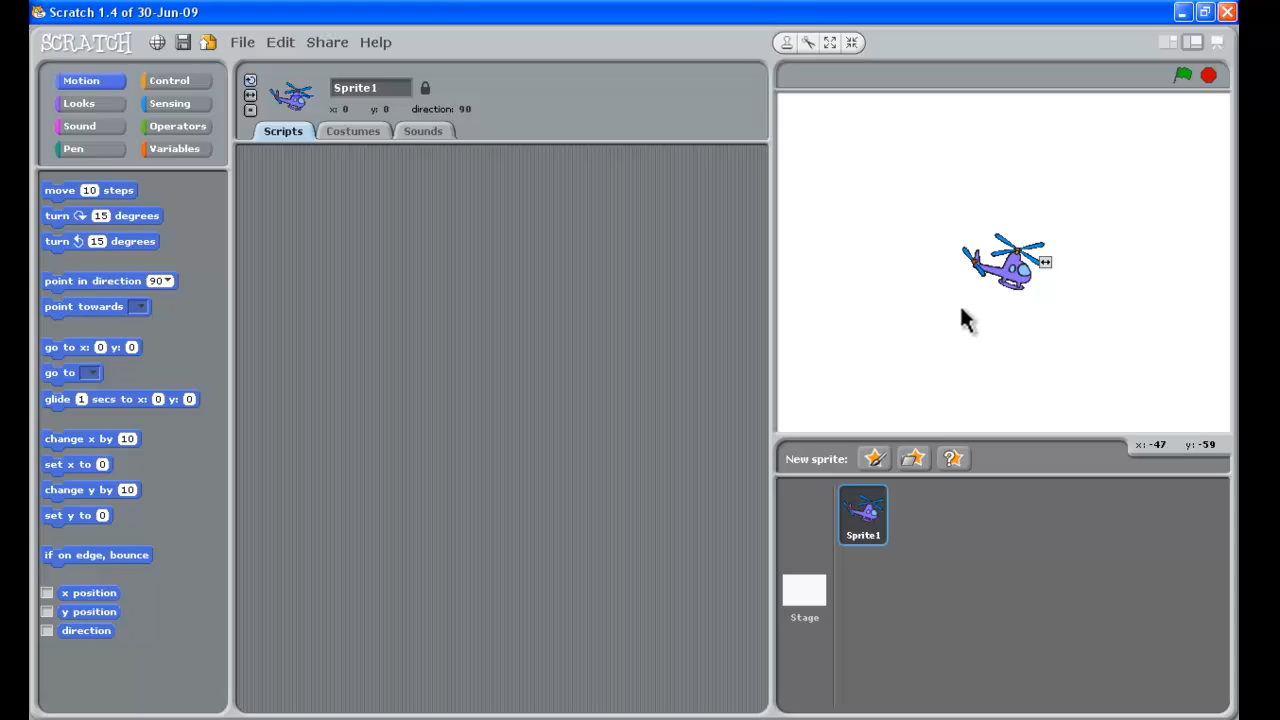 Scratch 1.4 of 30-Jun-09
SCRATCH File Edit Share Help
Motion Control
Looks Sensing
Sound Operators
Pen Variables
move 10 steps
turn 15 degrees
turn 15 degrees
point in direction 90
point towards
go to x: 0 y: 0
go to
glide 1 secs to x: 0 y: 0
change x by 10
set x to 0
change y by 10
set y to 0
if on edge, bounce
x position
y position
direction
Sprite1
x: 0 y: 0 direction: 90
Scripts Costumes Sounds
x: -47 y: -59
New sprite:
Sprite1
Stage